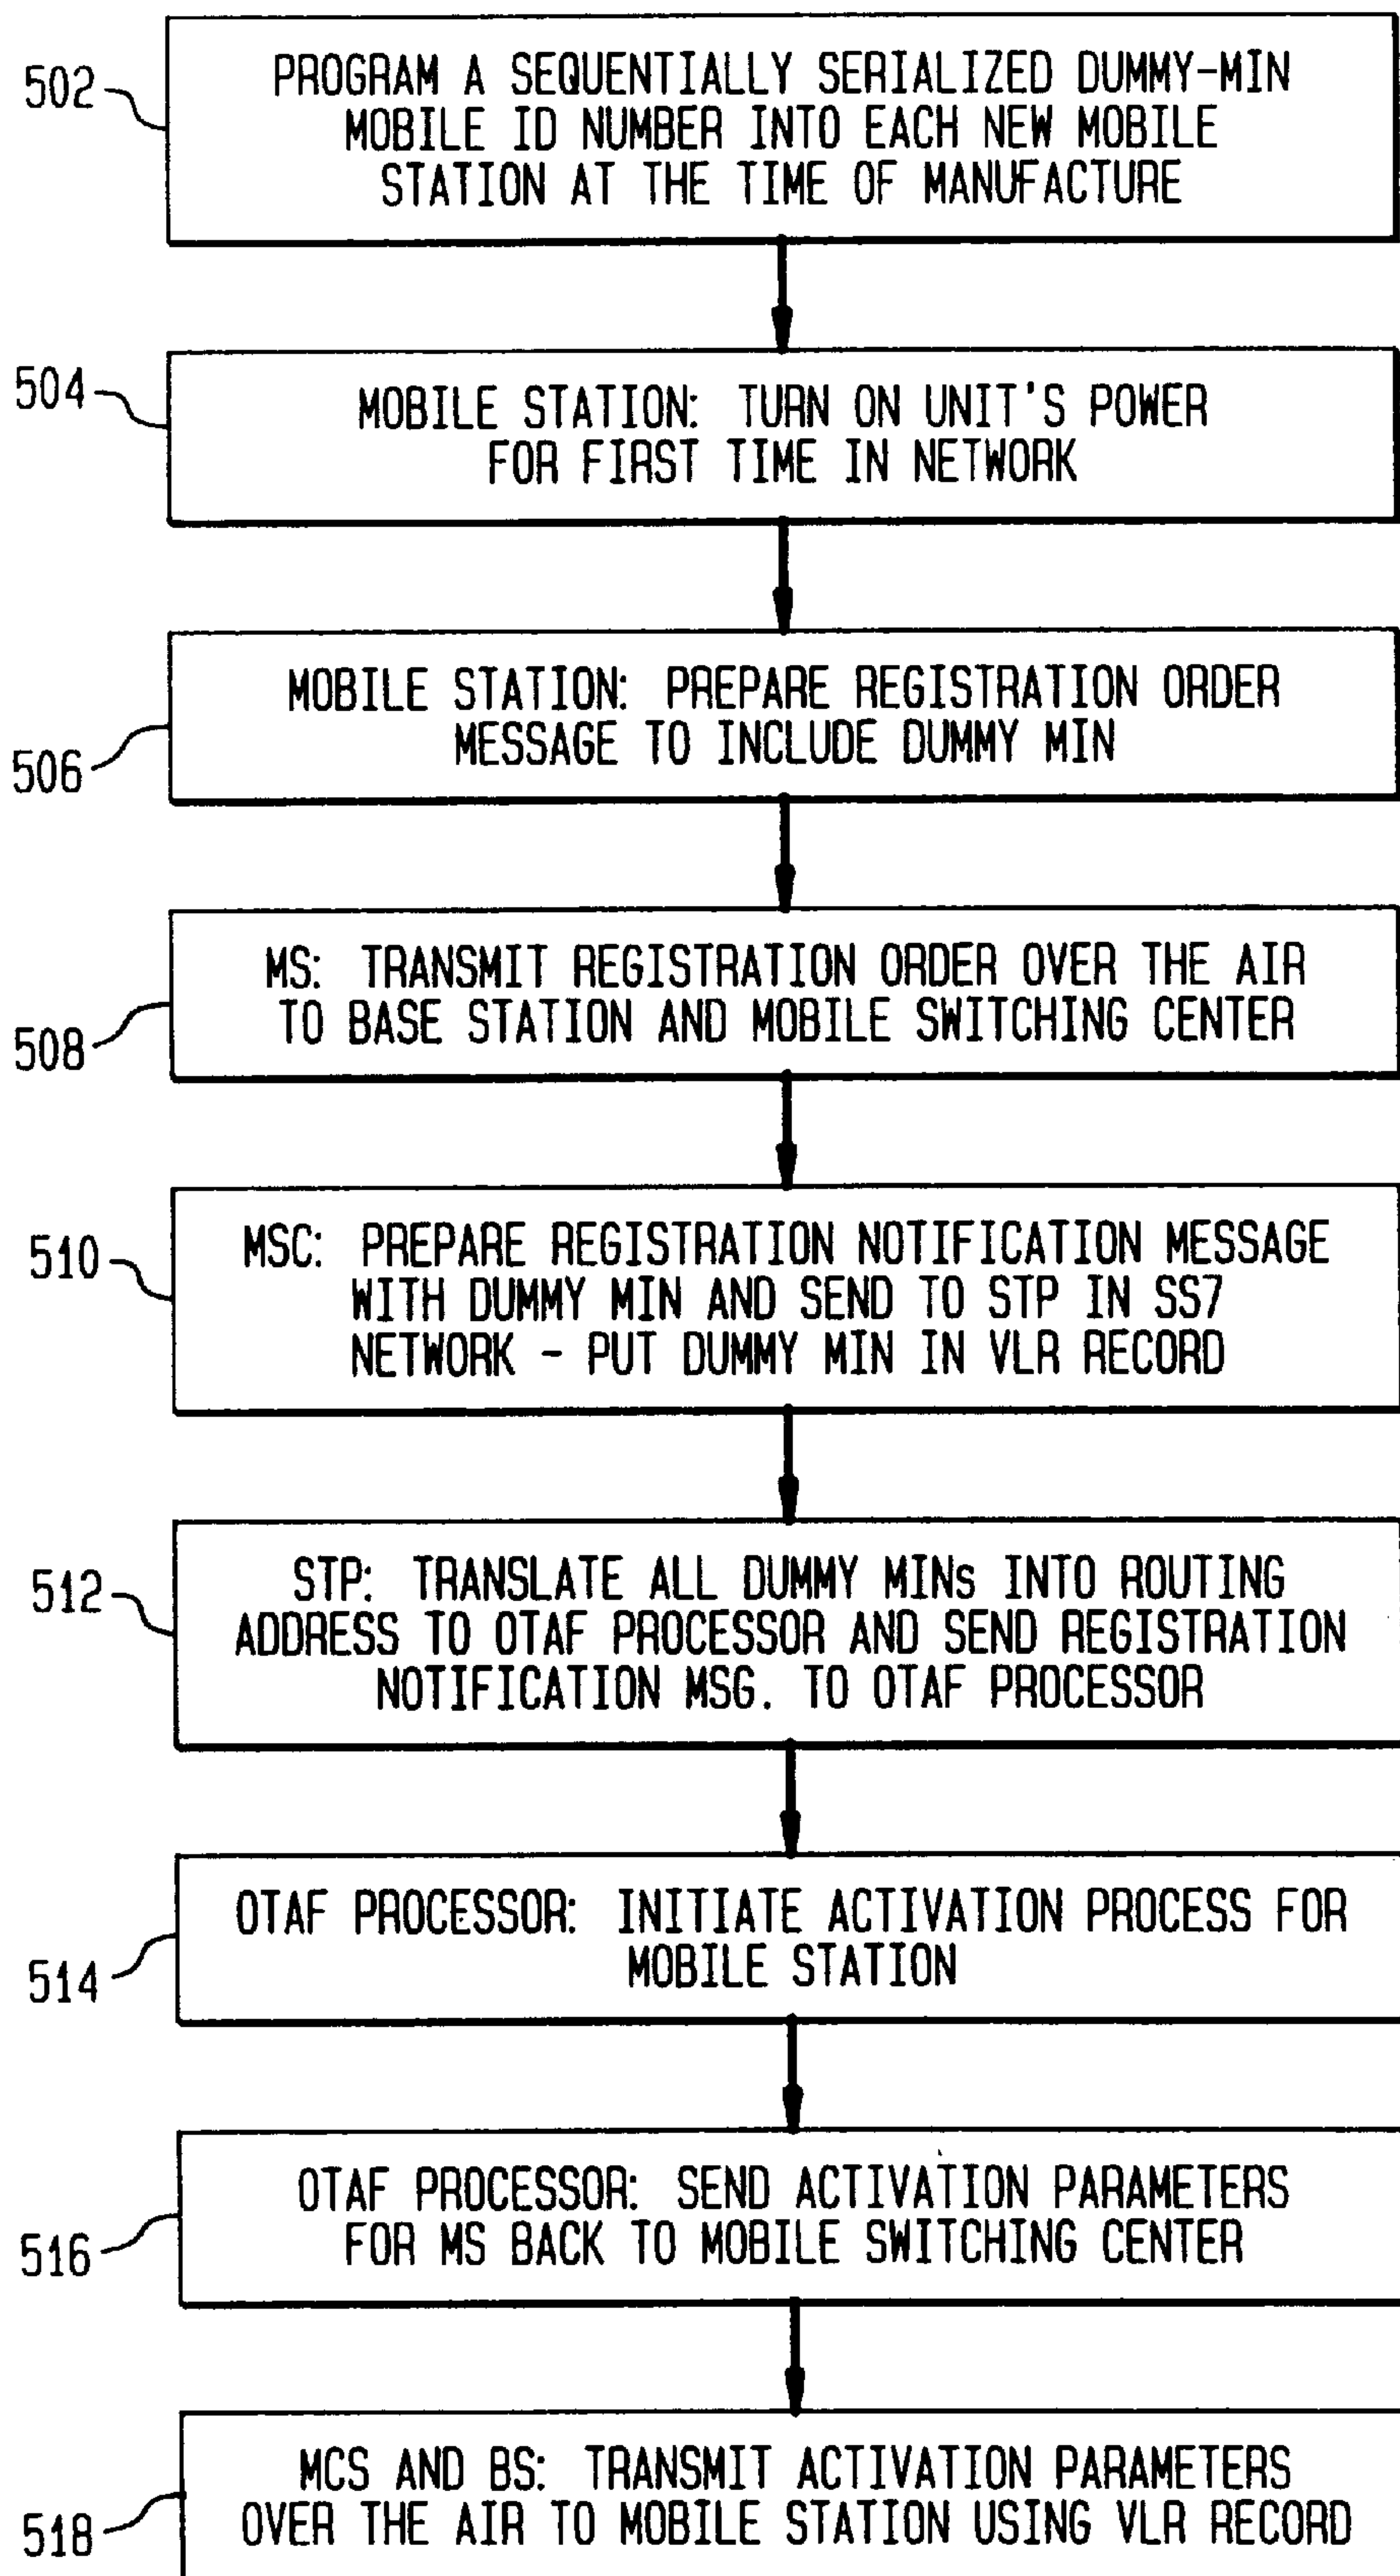 502
PROGRAM A SEQUENTIALLY SERIALIZED DUMMY-MIN
MOBILE ID NUMBER INTO EACH NEW MOBILE
STATION AT THE TIME OF MANUFACTURE
504
MOBILE STATION: TURN ON UNIT'S POWER
FOR FIRST TIME IN NETWORK
506
MOBILE STATION: PREPARE REGISTRATION ORDER
MESSAGE TO INCLUDE DUMMY MIN
508
MS: TRANSMIT REGISTRATION ORDER OVER THE AIR
TO BASE STATION AND MOBILE SWITCHING CENTER
510
MSC: PREPARE REGISTRATION NOTIFICATION MESSAGE
WITH DUMMY MIN AND SEND TO STP IN SS7
NETWORK - PUT DUMMY MIN IN VLR RECORD
512
STP: TRANSLATE ALL DUMMY MINs INTO ROUTING
ADDRESS TO OTAF PROCESSOR AND SEND REGISTRATION
NOTIFICATION MSG. TO OTAF PROCESSOR
514
OTAF PROCESSOR: INITIATE ACTIVATION PROCESS FOR
MOBILE STATION
516
OTAF PROCESSOR: SEND ACTIVATION PARAMETERS
FOR MS BACK TO MOBILE SWITCHING CENTER
518
MCS AND BS: TRANSMIT ACTIVATION PARAMETERS
OVER THE AIR TO MOBILE STATION USING VLR RECORD